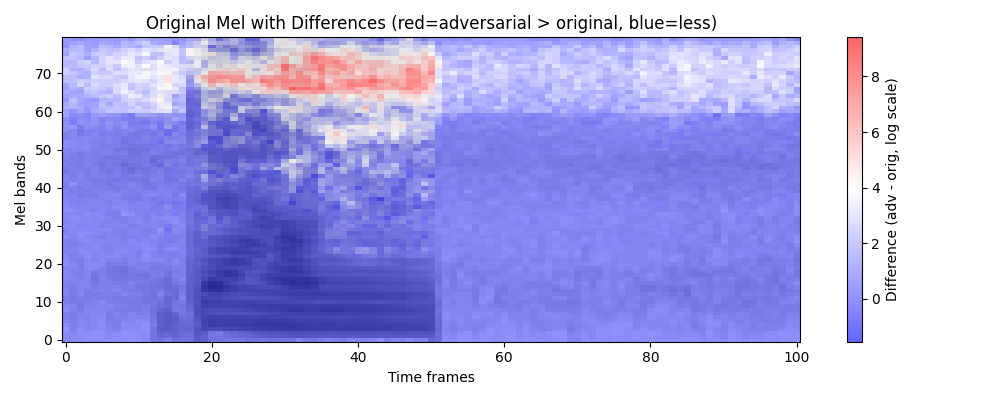 Original Mel with Differences (red=adversarial > original, blue=less)
70
60
50
40
30
20
10
0
Mel bands
0 20 40 60 80 100
Time frames
8
6
4
2
0
Difference (adv - orig, log scale)